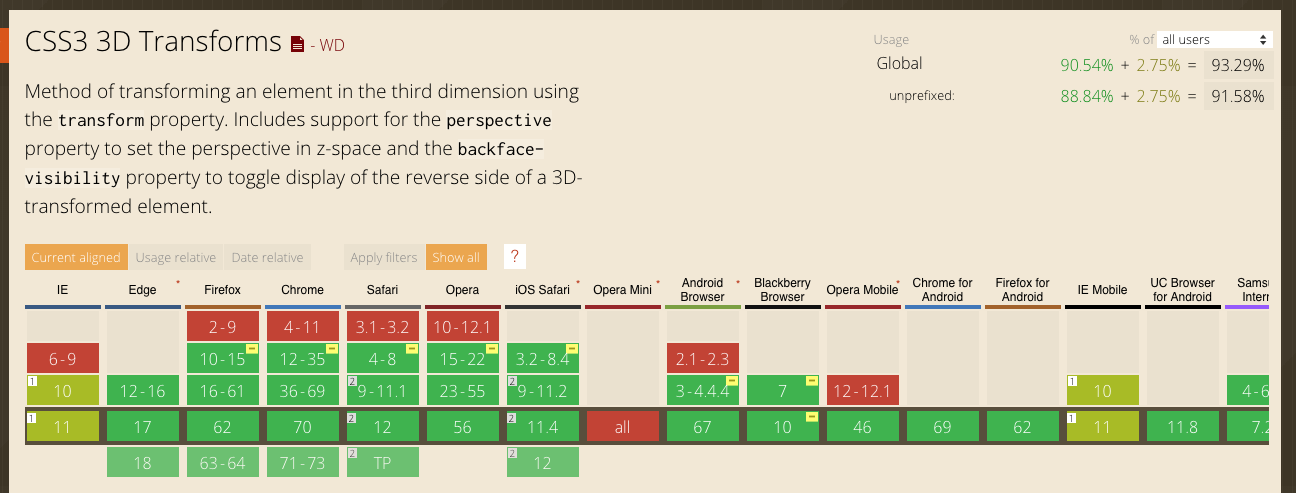 CSS3 3D Transforms - WD
Usage % of all users
Global 90.54% + 2.75% = 93.29%
unprefixed: 88.84% + 2.75% = 91.58%
Method of transforming an element in the third dimension using
the transform property. Includes support for the perspective
property to set the perspective in z-space and the backface-
visibility property to toggle display of the reverse side of a 3D-
transformed element.
Current aligned Usage relative Date relative Apply filters Show all ?
IE Edge * Firefox Chrome Safari Opera iOS Safari * Opera Mini * Android Browser * Blackberry Browser Opera Mobile * Chrome for Android Firefox for Android IE Mobile UC Browser for Android
2-9 4-11 3.1-3.2 10-12.1
6-9 10-15 12-35 4-8 15-22 3.2-8.4 2.1-2.3
1 10 12-16 16-61 36-69 2 9-11.1 23-55 2 9-11.2 3-4.4.4 7 12-12.1 1 10 4-6
1 11 17 62 70 2 12 56 2 11.4 all 67 10 46 69 62 1 11 11.8 7.2
18 63-64 71-73 2 TP 2 12